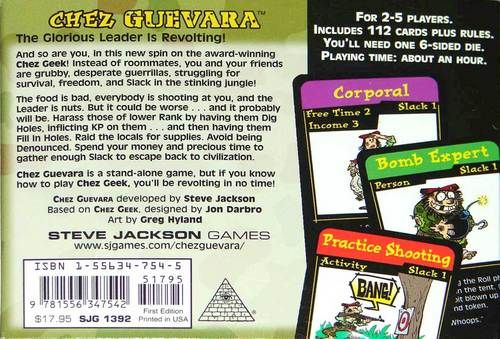 CHEZ GUEVARA™
The Glorious Leader Is Revolting!
And so are you, in this new spin on the award-winning
Chez Geek! Instead of roommates, you and your friends
are grubby, desperate guerrillas, struggling for
survival, freedom, and Slack in the stinking jungle!
The food is bad, everybody is shooting at you, and the
Leader is nuts. But it could be worse . . . and it probably
will be. Harass those of lower Rank by having them Dig
Holes, inflicting KP on them . . . and then having them
Fill In Holes. Raid the locals for supplies. Avoid being
Denounced. Spend your money and precious time to
gather enough Slack to escape back to civilization.
Chez Guevara is a stand-alone game, but if you know
how to play Chez Geek, you'll be revolting in no time!
CHEZ GUEVARA developed by Steve Jackson
Based on CHEZ GEEK, designed by Jon Darbro
Art by Greg Hyland
STEVE JACKSON GAMES
www.sjgames.com/chezguevara/
ISBN 1-55634-754-5
51795
9 781556 347542
$17.95 SJG 1392
First Edition
Printed in USA
FOR 2-5 PLAYERS.
INCLUDES 112 CARDS PLUS RULES.
YOU'LL NEED ONE 6-SIDED DIE.
PLAYING TIME: ABOUT AN HOUR.
Corporal
Free Time 2 Slack 1
Income 3
Bomb Expert
Person Slack 1
Practice Shooting
Activity Slack 1
BANG!
the Roll
in the tent.
blown up
and
Whoops."